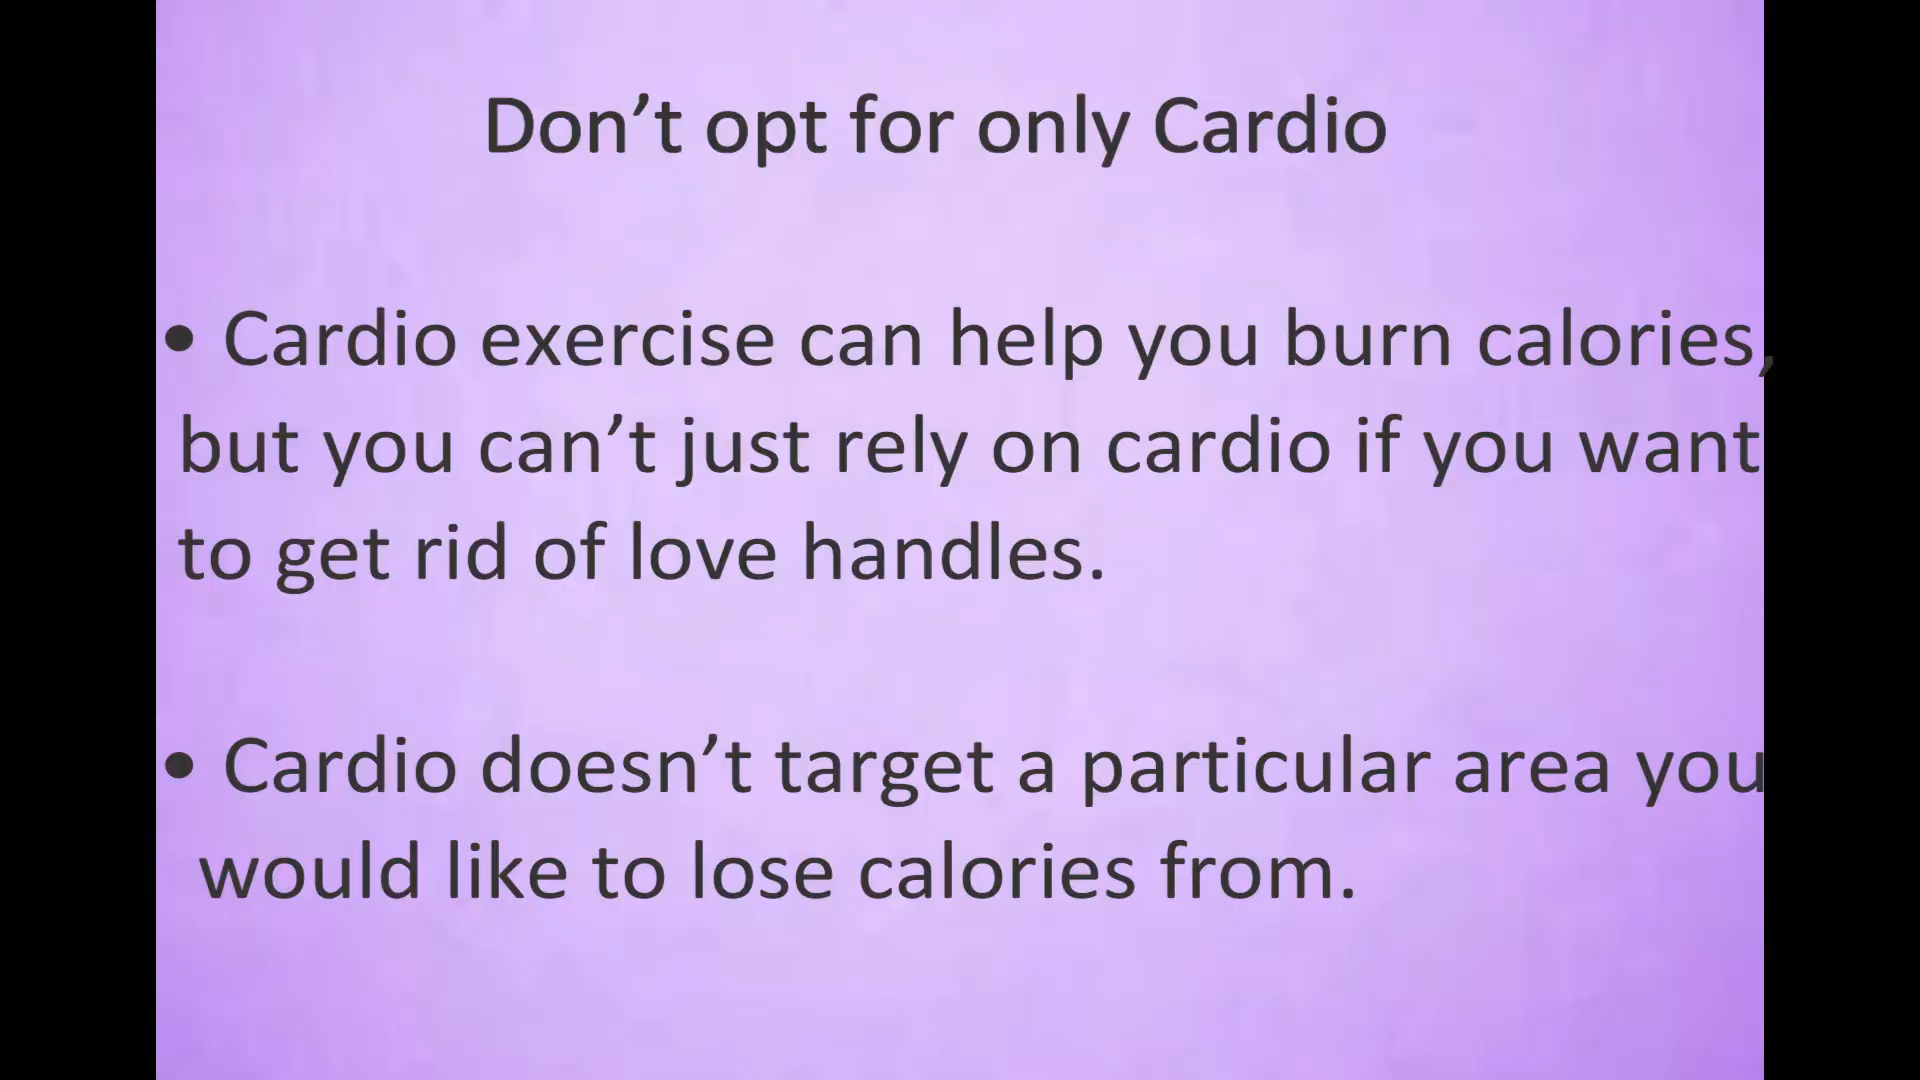 Don’t opt for only Cardio
• Cardio exercise can help you burn calories,
but you can’t just rely on cardio if you want
to get rid of love handles.
• Cardio doesn’t target a particular area you
would like to lose calories from.